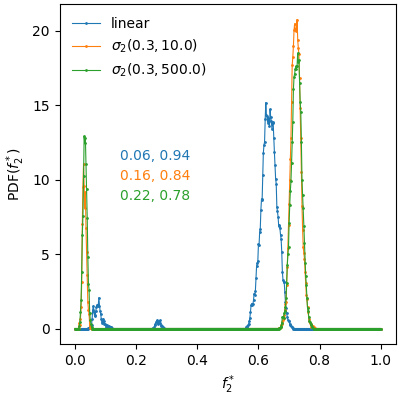 linear
σ₂(0.3, 10.0)
σ₂(0.3, 500.0)
0.06, 0.94
0.16, 0.84
0.22, 0.78
PDF(f₂*)
20
15
10
5
0
0.0 0.2 0.4 0.6 0.8 1.0
f₂*